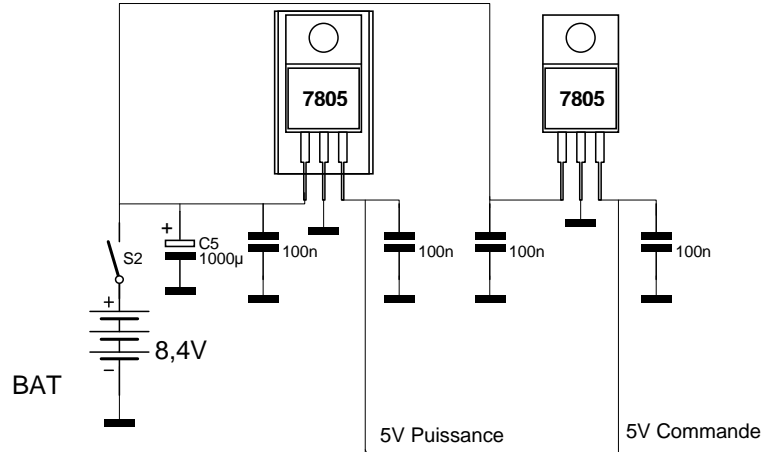 7805
7805
+
C5
1000µ
100n
100n
100n
100n
S2
+
8,4V
−
BAT
5V Puissance
5V Commande